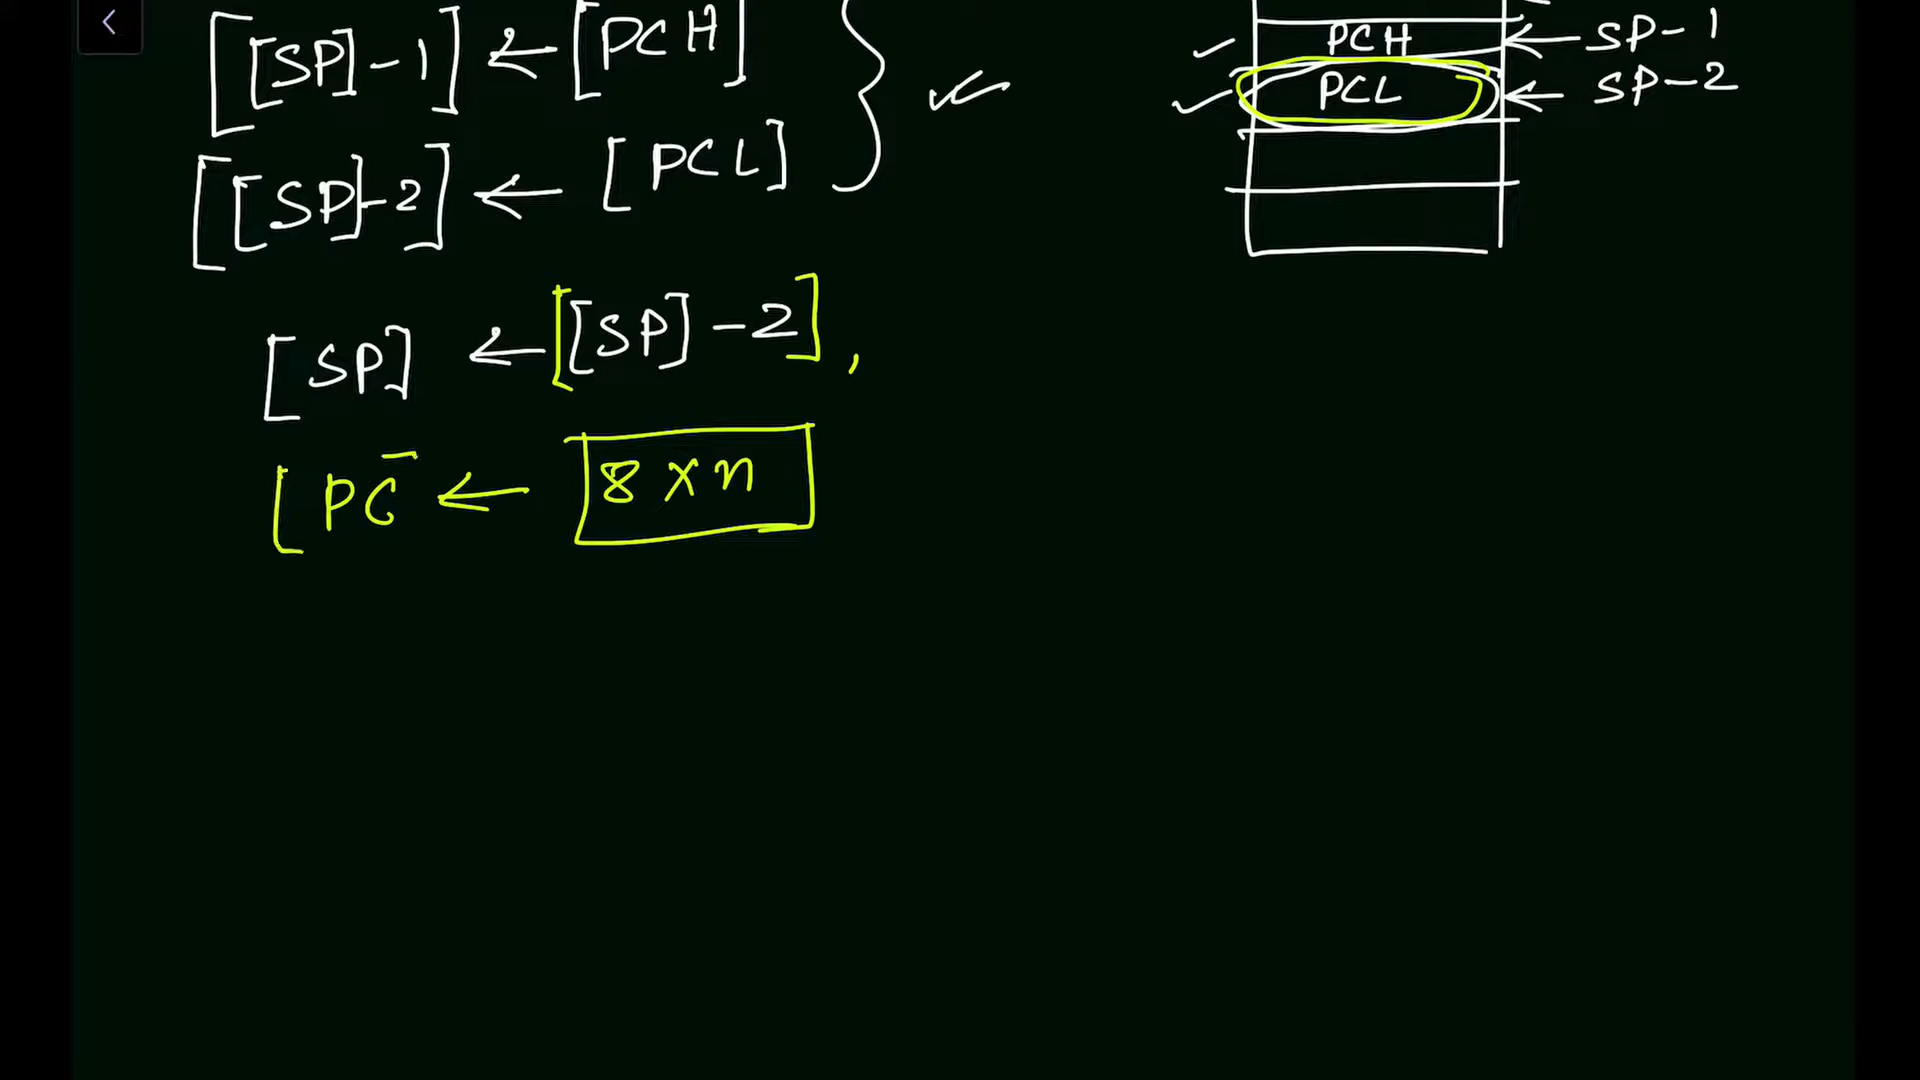 [[SP]-1] ← [PCH]
[[SP]-2] ← [PCL]
[SP] ← [[SP]-2],
[PC ← 8 x n
PCH ← SP-1
PCL ← SP-2